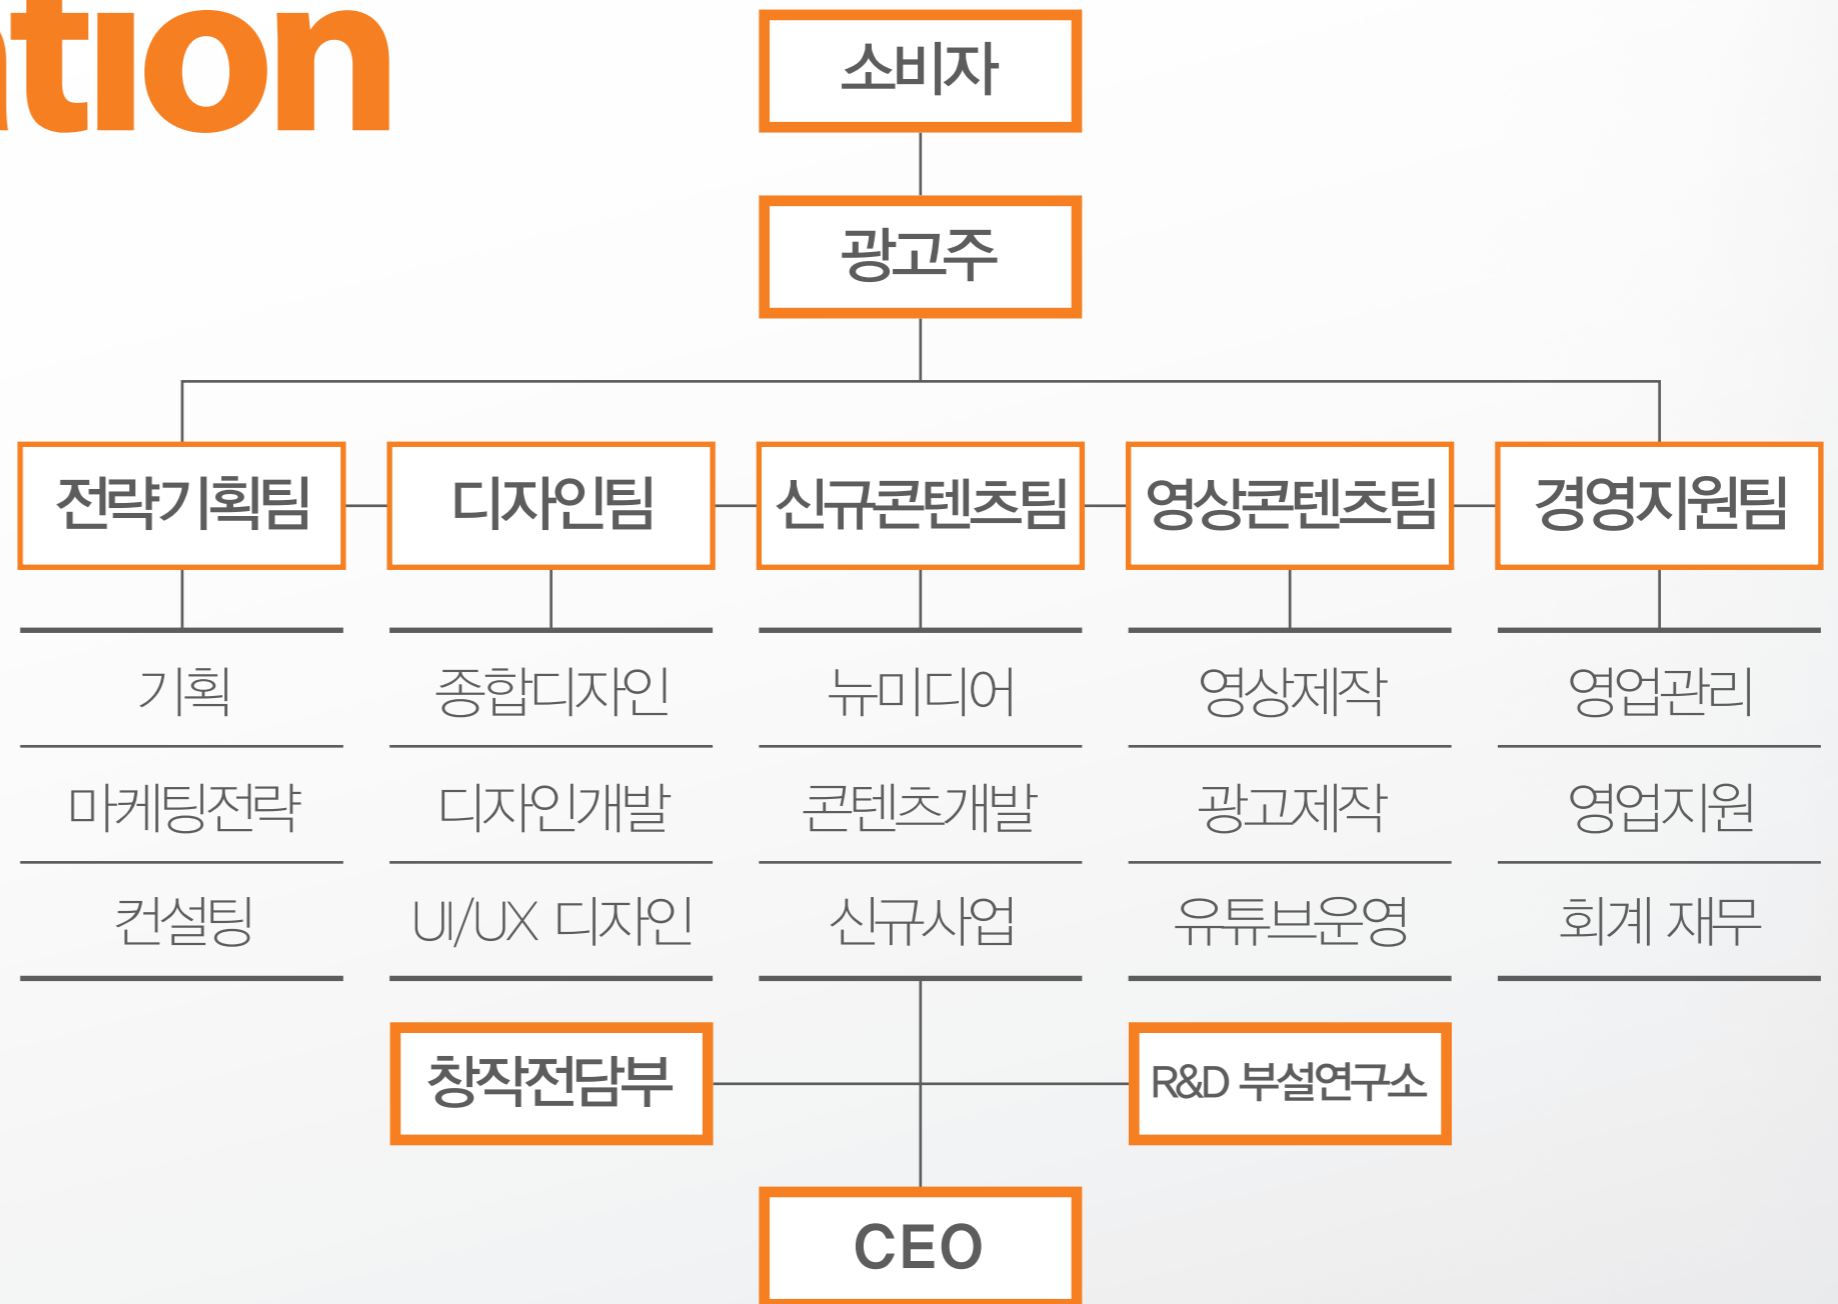 ation
소비자
광고주
전략기획팀 디자인팀 신규콘텐츠팀 영상콘텐츠팀 경영지원팀
기획 종합디자인 뉴미디어 영상제작 영업관리
마케팅전략 디자인개발 콘텐츠개발 광고제작 영업지원
컨설팅 UI/UX 디자인 신규사업 유튜브운영 회계 재무
창작전담부 R&D 부설연구소
CEO